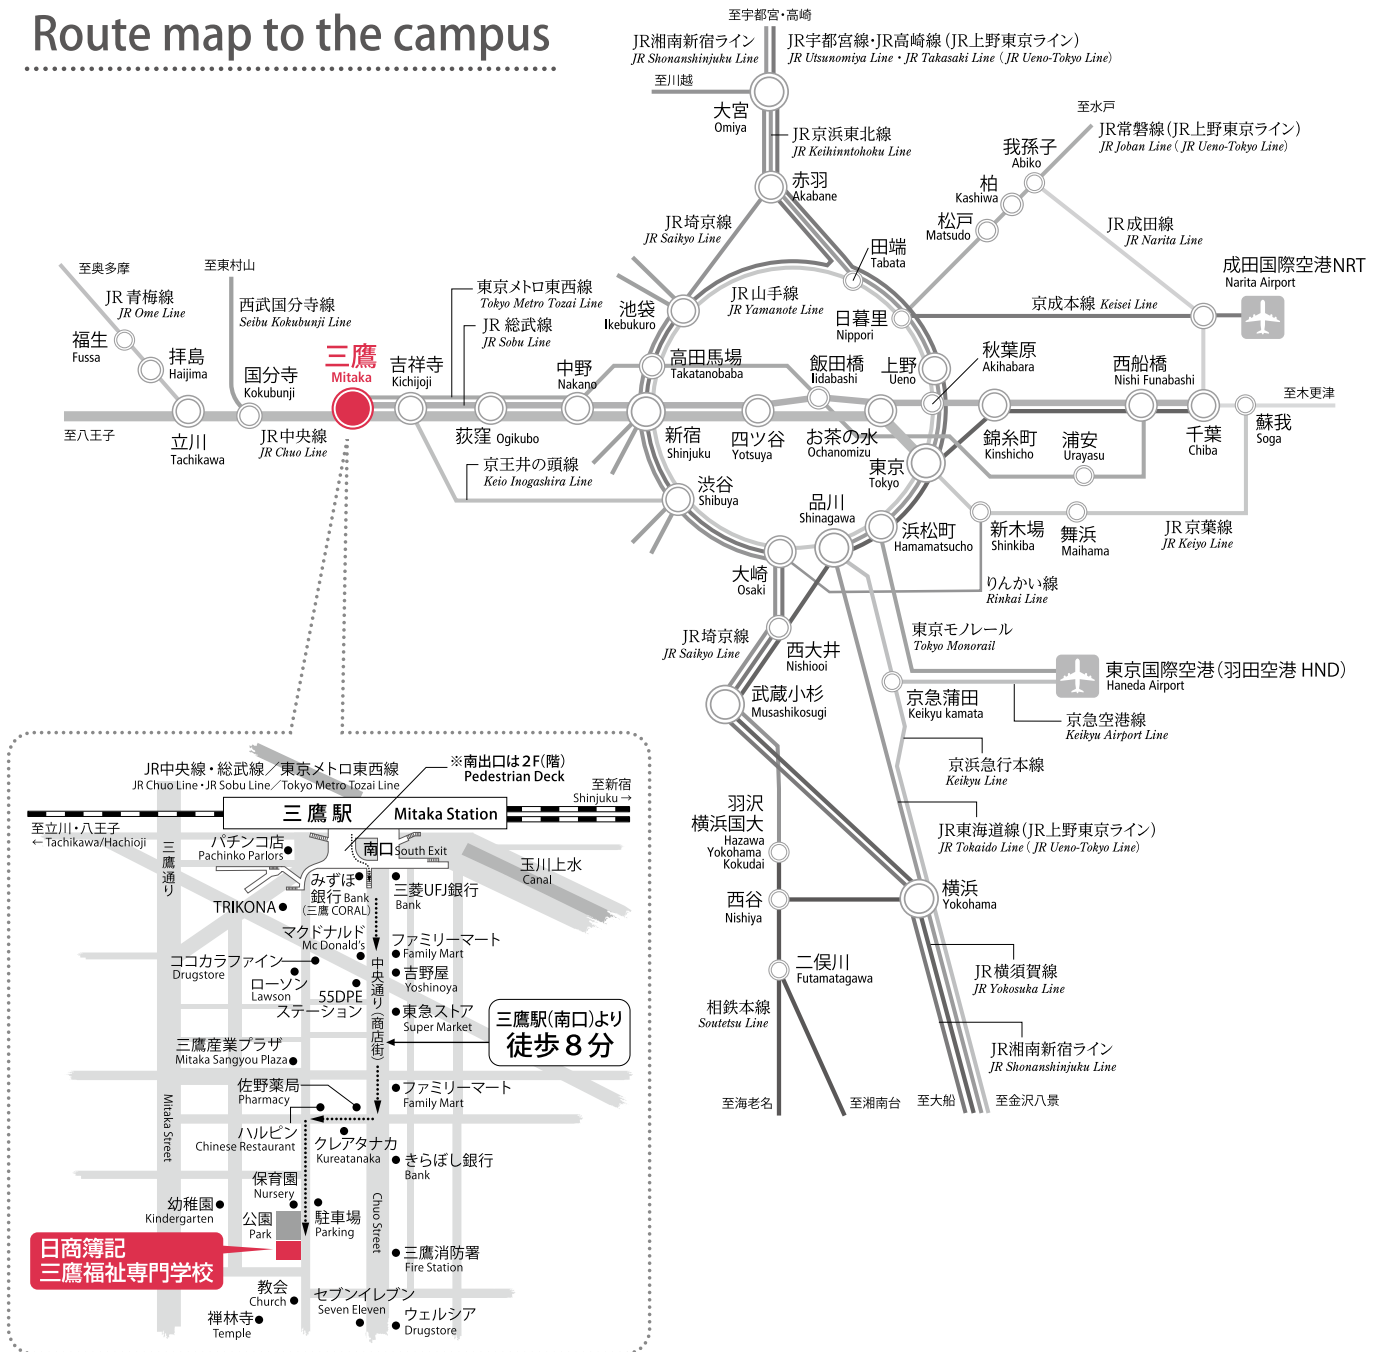 Route map to the campus
至宇都宮・高崎
JR湘南新宿ライン
JR Shonanshinjuku Line
JR宇都宮線・JR高崎線（JR上野東京ライン）
JR Utsunomiya Line・JR Takasaki Line（JR Ueno-Tokyo Line）
至川越
大宮
Omiya
JR京浜東北線
JR Keihinntohoku Line
至水戸
JR常磐線（JR上野東京ライン）
JR Joban Line（JR Ueno-Tokyo Line）
我孫子
Abiko
柏
Kashiwa
松戸
Matsudo
赤羽
Akabane
JR埼京線
JR Saikyo Line
JR成田線
JR Narita Line
田端
Tabata
成田国際空港NRT
Narita Airport
至奥多摩
至東村山
JR青梅線
JR Ome Line
西武国分寺線
Seibu Kokubunji Line
東京メトロ東西線
Tokyo Metro Tozai Line
JR 総武線
JR Sobu Line
池袋
Ikebukuro
JR山手線
JR Yamanote Line
日暮里
Nippori
京成本線 Keisei Line
福生
Fussa
拝島
Haijima
国分寺
Kokubunji
三鷹
Mitaka
吉祥寺
Kichijoji
中野
Nakano
高田馬場
Takatanobaba
飯田橋
Iidabashi
上野
Ueno
秋葉原
Akihabara
西船橋
Nishi Funabashi
至木更津
至八王子
立川
Tachikawa
JR中央線
JR Chuo Line
荻窪 Ogikubo
新宿
Shinjuku
四ツ谷
Yotsuya
お茶の水
Ochanomizu
錦糸町
Kinshicho
浦安
Urayasu
千葉
Chiba
蘇我
Soga
京王井の頭線
Keio Inogashira Line
東京
Tokyo
渋谷
Shibuya
品川
Shinagawa
浜松町
Hamamatsucho
新木場
Shinkiba
舞浜
Maihama
JR京葉線
JR Keiyo Line
大崎
Osaki
りんかい線
Rinkai Line
JR埼京線
JR Saikyo Line
西大井
Nishiooi
東京モノレール
Tokyo Monorail
東京国際空港（羽田空港 HND）
Haneda Airport
武蔵小杉
Musashikosugi
京急蒲田
Keikyu kamata
京急空港線
Keikyu Airport Line
京浜急行本線
Keikyu Line
羽沢
横浜国大
Hazawa
Yokohama
Kokudai
JR東海道線（JR上野東京ライン）
JR Tokaido Line（JR Ueno-Tokyo Line）
西谷
Nishiya
横浜
Yokohama
二俣川
Futamatagawa
JR横須賀線
JR Yokosuka Line
相鉄本線
Soutetsu Line
JR湘南新宿ライン
JR Shonanshinjuku Line
至海老名
至湘南台
至大船
至金沢八景
JR中央線・総武線／東京メトロ東西線
JR Chuo Line・JR Sobu Line／Tokyo Metro Tozai Line
※南出口は2F（階）
Pedestrian Deck
至新宿
Shinjuku →
三鷹駅 Mitaka Station
至立川・八王子
← Tachikawa/Hachioji
三鷹通り
パチンコ店
Pachinko Parlors
南口 South Exit
玉川上水
Canal
みずほ
銀行 Bank
（三鷹 CORAL）
三菱UFJ銀行
Bank
TRIKONA
マクドナルド
Mc Donald's
ファミリーマート
Family Mart
ココカラファイン
Drugstore
吉野屋
Yoshinoya
ローソン
Lawson
55DPE
ステーション
中央通り（商店街）
東急ストア
Super Market
三鷹駅（南口）より
徒歩８分
三鷹産業プラザ
Mitaka Sangyou Plaza
佐野薬局
Pharmacy
ファミリーマート
Family Mart
Mitaka Street
ハルピン
Chinese Restaurant
クレアタナカ
Kureatanaka
きらぼし銀行
Bank
保育園
Nursery
幼稚園
Kindergarten
公園
Park
駐車場
Parking
Chuo Street
日商簿記
三鷹福祉専門学校
三鷹消防署
Fire Station
教会
Church
セブンイレブン
Seven Eleven
禅林寺
Temple
ウェルシア
Drugstore